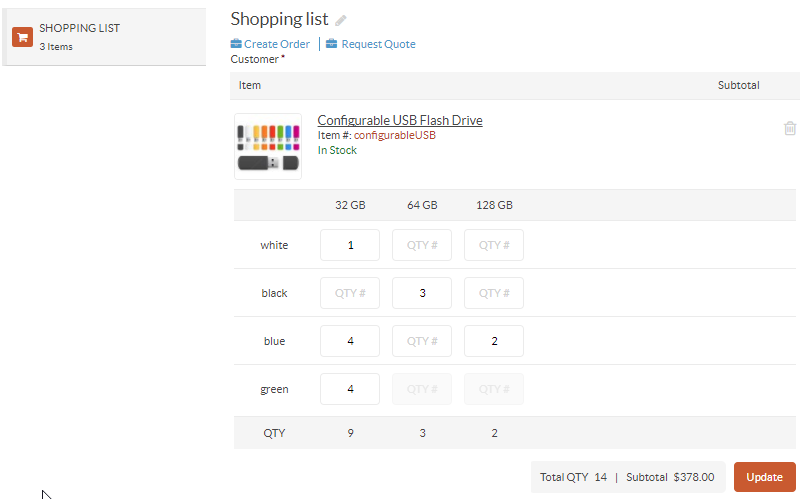 SHOPPING LIST
3 Items
Shopping list
Create Order | Request Quote
Customer *
Item Subtotal
Configurable USB Flash Drive
Item #: configurableUSB
In Stock
32 GB 64 GB 128 GB
white 1 QTY # QTY #
black QTY # 3 QTY #
blue 4 QTY # 2
green 4 QTY # QTY #
QTY 9 3 2
Total QTY 14 | Subtotal $378.00 Update